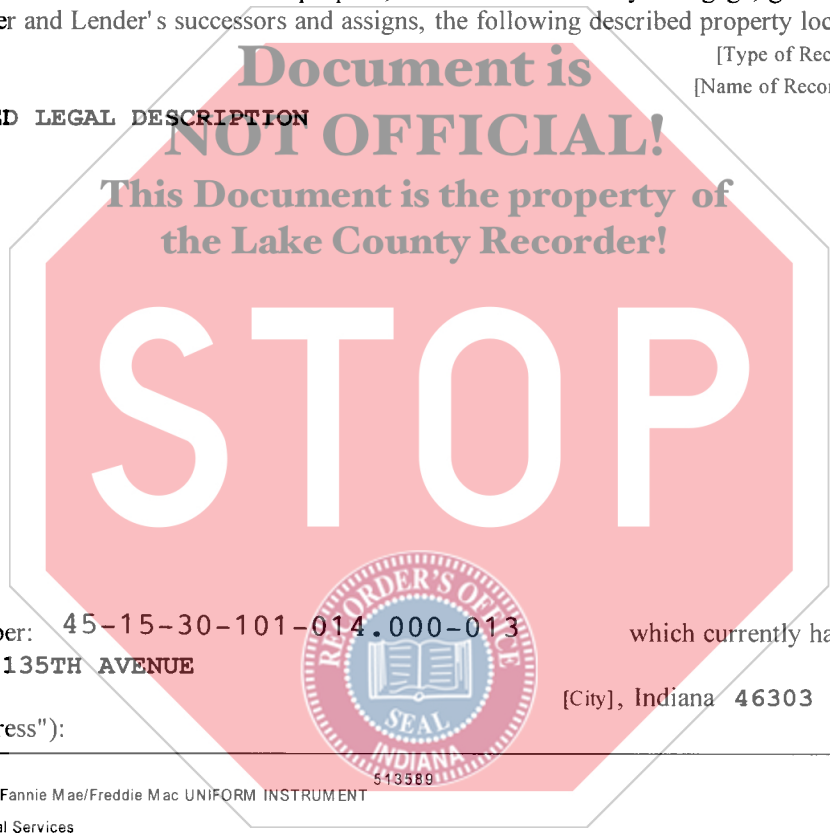 er and Lender's successors and assigns, the following described property loc
[Type of Rec
[Name of Recor
ED LEGAL DESCRIPTION
Document is
NOT OFFICIAL!
This Document is the property of
the Lake County Recorder!
STOP
RECORDER'S OFFICE
SEAL
INDIANA
ber: 45-15-30-101-014.000-013 which currently ha
135TH AVENUE
[City], Indiana 46303
ress"):
513589
Fannie Mae/Freddie Mac UNIFORM INSTRUMENT
al Services